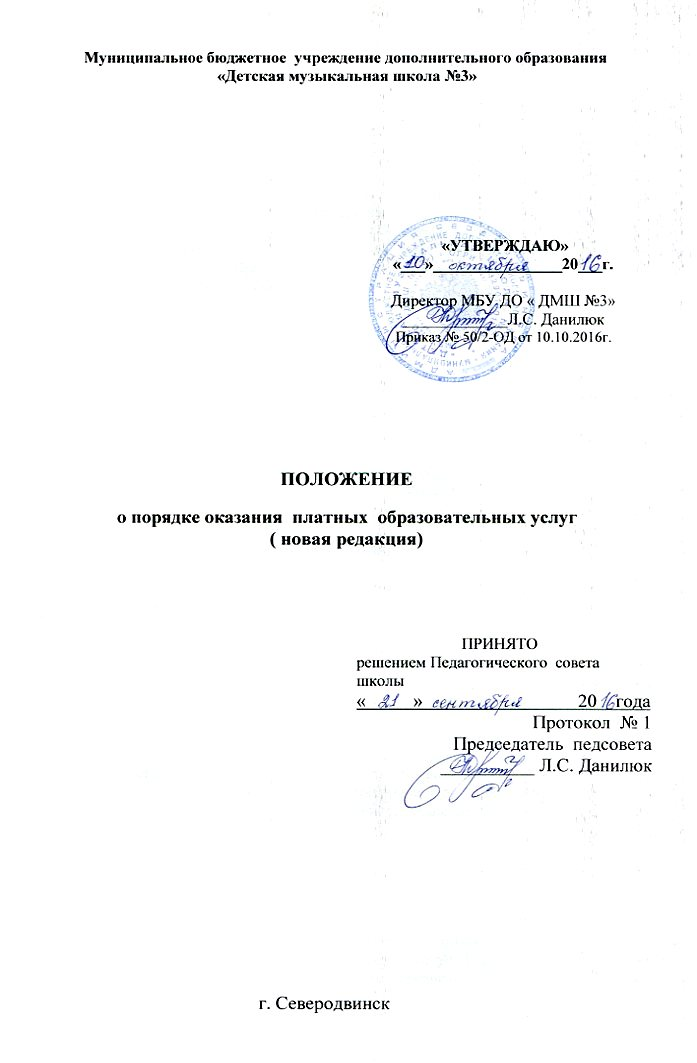 Муниципальное бюджетное учреждение дополнительного образования
«Детская музыкальная школа №3»
«УТВЕРЖДАЮ»
«10» октября 2016 г.
Директор МБУ ДО « ДМШ №3»
Л.С. Данилюк
Приказ № 50/2-ОД от 10.10.2016г.
ПОЛОЖЕНИЕ
о порядке оказания платных образовательных услуг
( новая редакция)
ПРИНЯТО
решением Педагогического совета
школы
« 21 » сентября 2016 года
Протокол № 1
Председатель педсовета
Л.С. Данилюк
г. Северодвинск